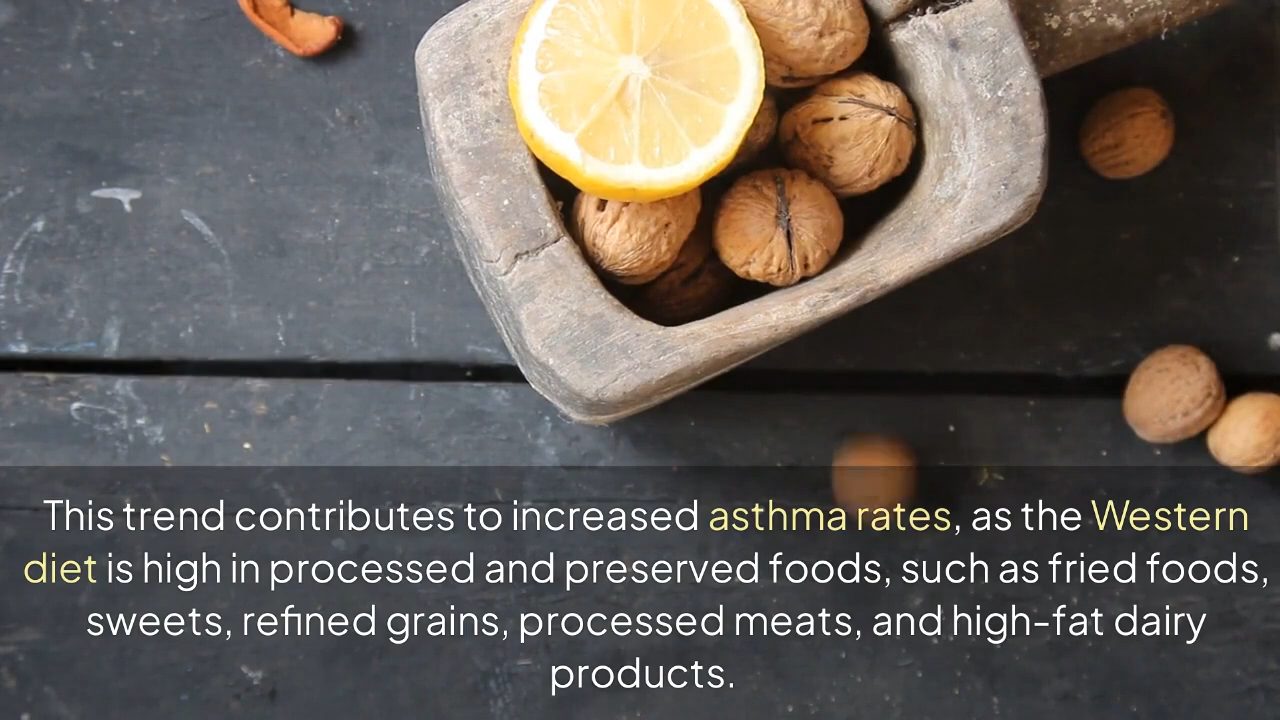 This trend contributes to increased asthma rates, as the Western
diet is high in processed and preserved foods, such as fried foods,
sweets, refined grains, processed meats, and high-fat dairy
products.